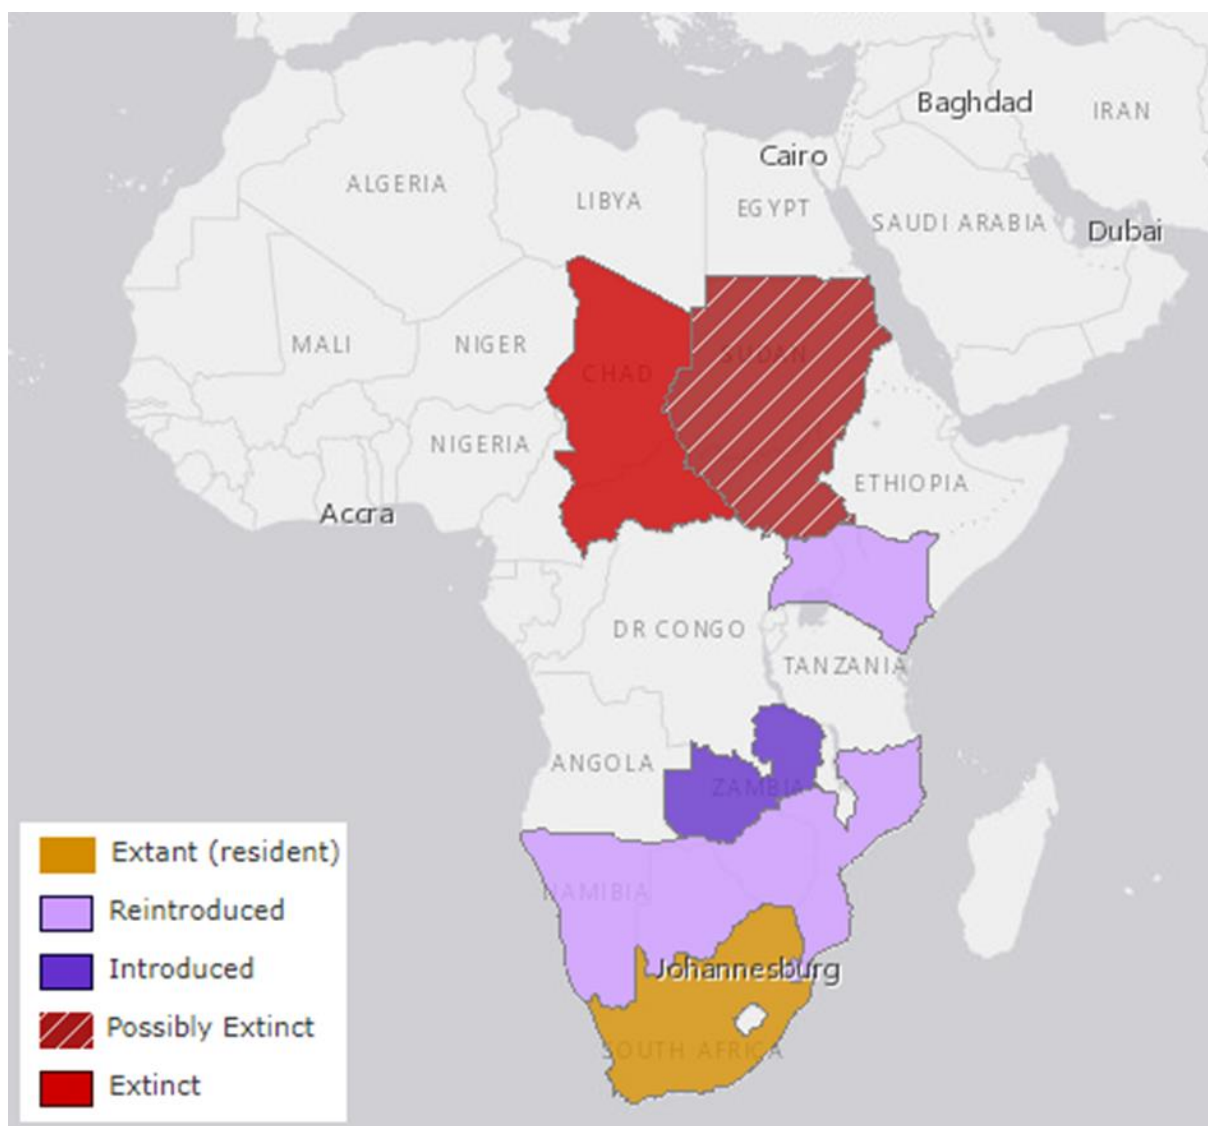 Baghdad
IRAN
Cairo
ALGERIA
LIBYA
EGYPT
SAUDI ARABIA
Dubai
MALI
NIGER
CHAD
SUDAN
NIGERIA
ETHIOPIA
Accra
DR CONGO
TANZANIA
ANGOLA
ZAMBIA
NAMIBIA
Johannesburg
SOUTH AFRICA
Extant (resident)
Reintroduced
Introduced
Possibly Extinct
Extinct